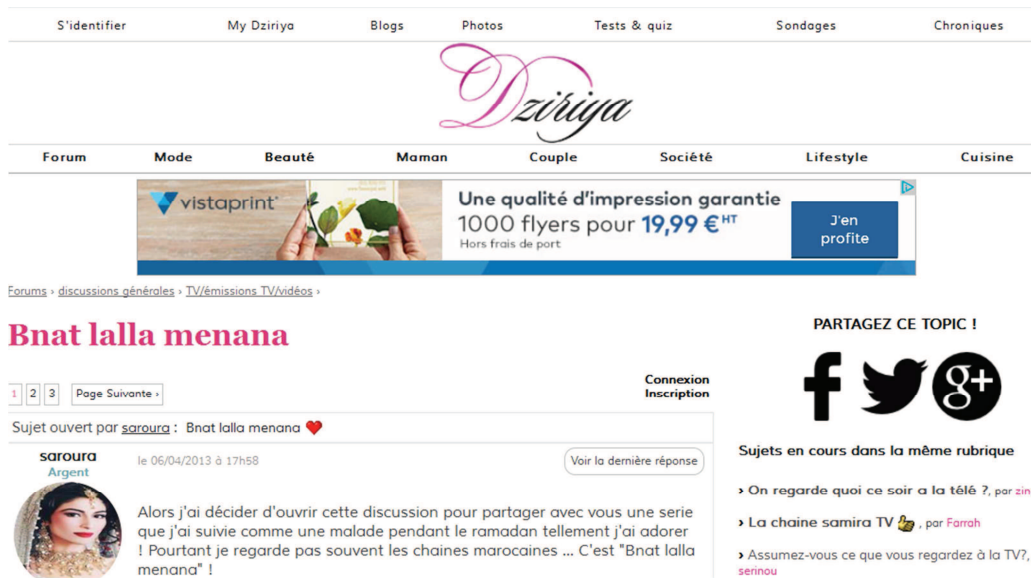 S'identifier My Dziriya Blogs Photos Tests & quiz Sondages Chroniques
Dziriya
Forum Mode Beauté Maman Couple Société Lifestyle Cuisine
vistaprint
Une qualité d'impression garantie
1000 flyers pour 19,99 € HT
Hors frais de port
J'en
profite
Forums › discussions générales › TV/émissions TV/vidéos ›
Bnat lalla menana
1 2 3 Page Suivante ›
Connexion
Inscription
Sujet ouvert par saroura : Bnat lalla menana ❤
saroura
Argent
le 06/04/2013 à 17h58
Voir la dernière réponse
Alors j'ai décider d'ouvrir cette discussion pour partager avec vous une serie
que j'ai suivie comme une malade pendant le ramadan tellement j'ai adorer
! Pourtant je regarde pas souvent les chaines marocaines ... C'est "Bnat lalla
menana" !
PARTAGEZ CE TOPIC !
f g+
Sujets en cours dans la même rubrique
› On regarde quoi ce soir a la télé ?, par zin
› La chaine samira TV , par Farrah
› Assumez-vous ce que vous regardez à la TV?,
serinou